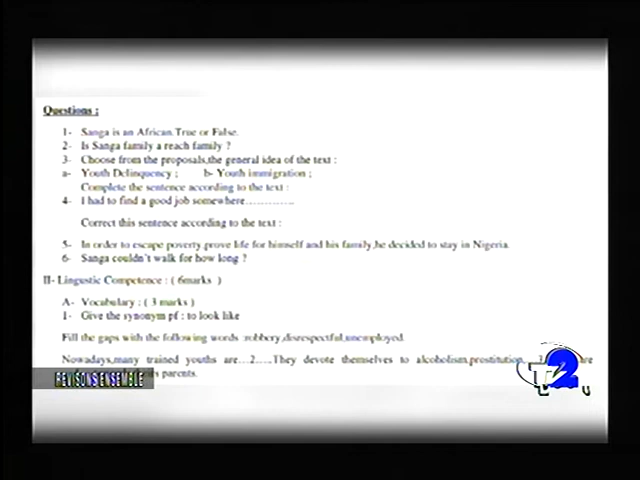 Questions :
1- Sanga is an African.True or False.
2- Is Sanga family a reach family ?
3- Choose from the proposals,the general idea of the text :
a- Youth Delinquency ; b- Youth immigration ;
Complete the sentence according to the text :
4- I had to find a good job somewhere.............
Correct this sentence according to the text :
5- In order to escape poverty,prove life for himself and his family,he decided to stay in Nigeria.
6- Sanga couldn't walk for how long ?
II- Lingustic Competence : ( 6marks )
A- Vocabulary : ( 3 marks )
1- Give the synonym pf : to look like
Fill the gaps with the following words :robbery,disrespectful,unemployed.
Nowadays,many trained youths are...2.....They devote themselves to alcoholism,prostitution
parents.
REVISONS ENSEMBLE
T2